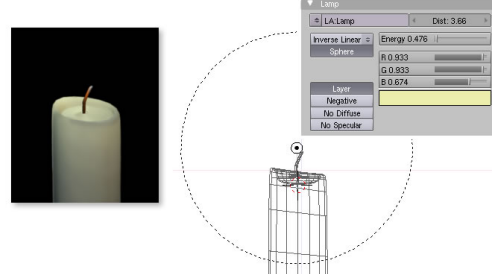 Lamp
LA:Lamp
Dist: 3.66
Inverse Linear
Energy 0.476
Sphere
R 0.933
G 0.933
B 0.674
Layer
Negative
No Diffuse
No Specular